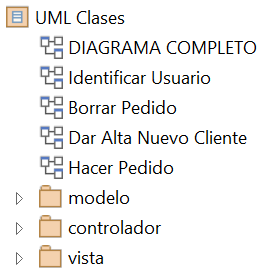 UML Clases
DIAGRAMA COMPLETO
Identificar Usuario
Borrar Pedido
Dar Alta Nuevo Cliente
Hacer Pedido
modelo
controlador
vista